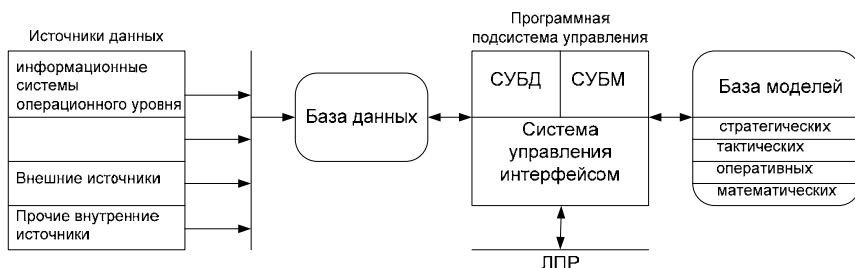 Источники данных
информационные
системы
операционного уровня
Внешние источники
Прочие внутренние
источники
База данных
Программная
подсистема управления
СУБД
СУБМ
Система
управления
интерфейсом
ЛПР
База моделей
стратегических
тактических
оперативных
математических